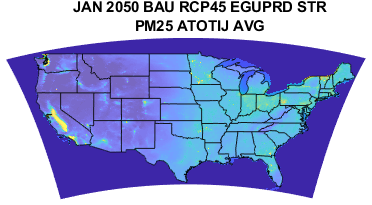 JAN 2050 BAU RCP45 EGUPRD STR
PM25 ATOTIJ AVG